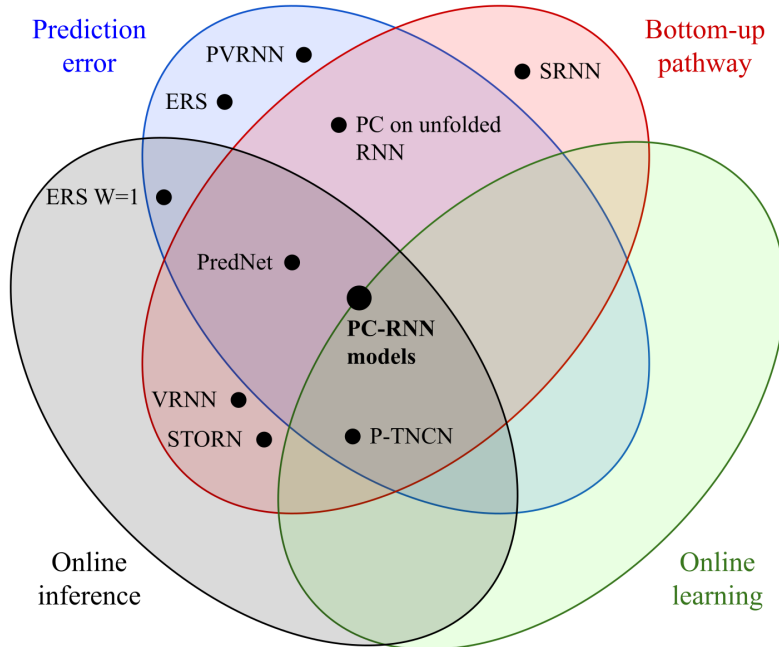 Prediction
error
Bottom-up
pathway
PVRNN
SRNN
ERS
PC on unfolded
RNN
ERS W=1
PredNet
PC-RNN
models
VRNN
STORN
P-TNCN
Online
inference
Online
learning